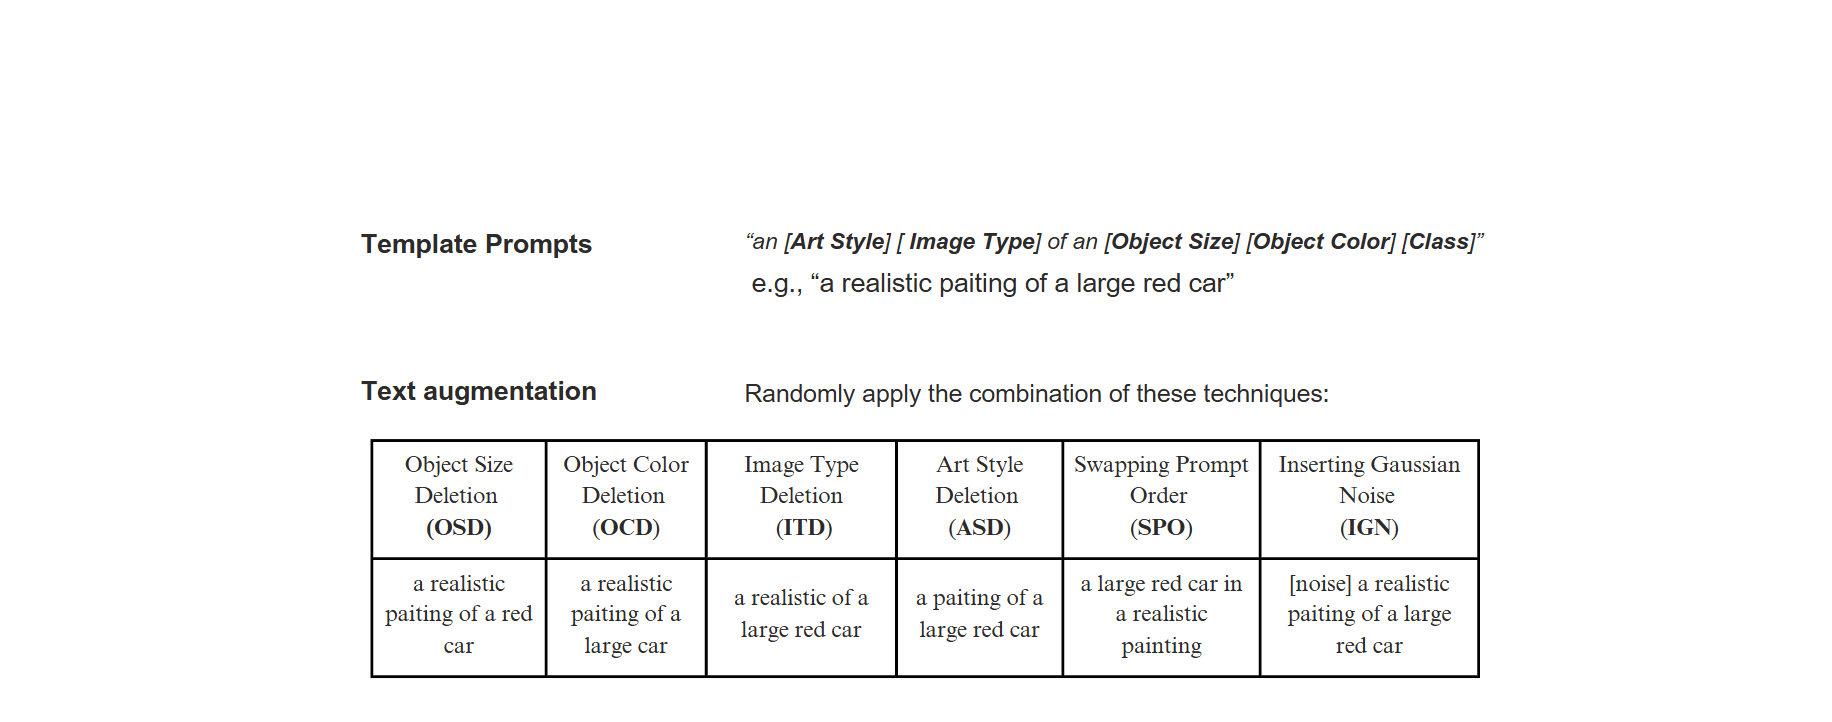 Template Prompts
“an [Art Style] [ Image Type] of an [Object Size] [Object Color] [Class]”
e.g., “a realistic paiting of a large red car”
Text augmentation
Randomly apply the combination of these techniques:
Object Size
Deletion
(OSD)
Object Color
Deletion
(OCD)
Image Type
Deletion
(ITD)
Art Style
Deletion
(ASD)
Swapping Prompt
Order
(SPO)
Inserting Gaussian
Noise
(IGN)
a realistic
paiting of a red
car
a realistic
paiting of a
large car
a realistic of a
large red car
a paiting of a
large red car
a large red car in
a realistic
painting
[noise] a realistic
paiting of a large
red car